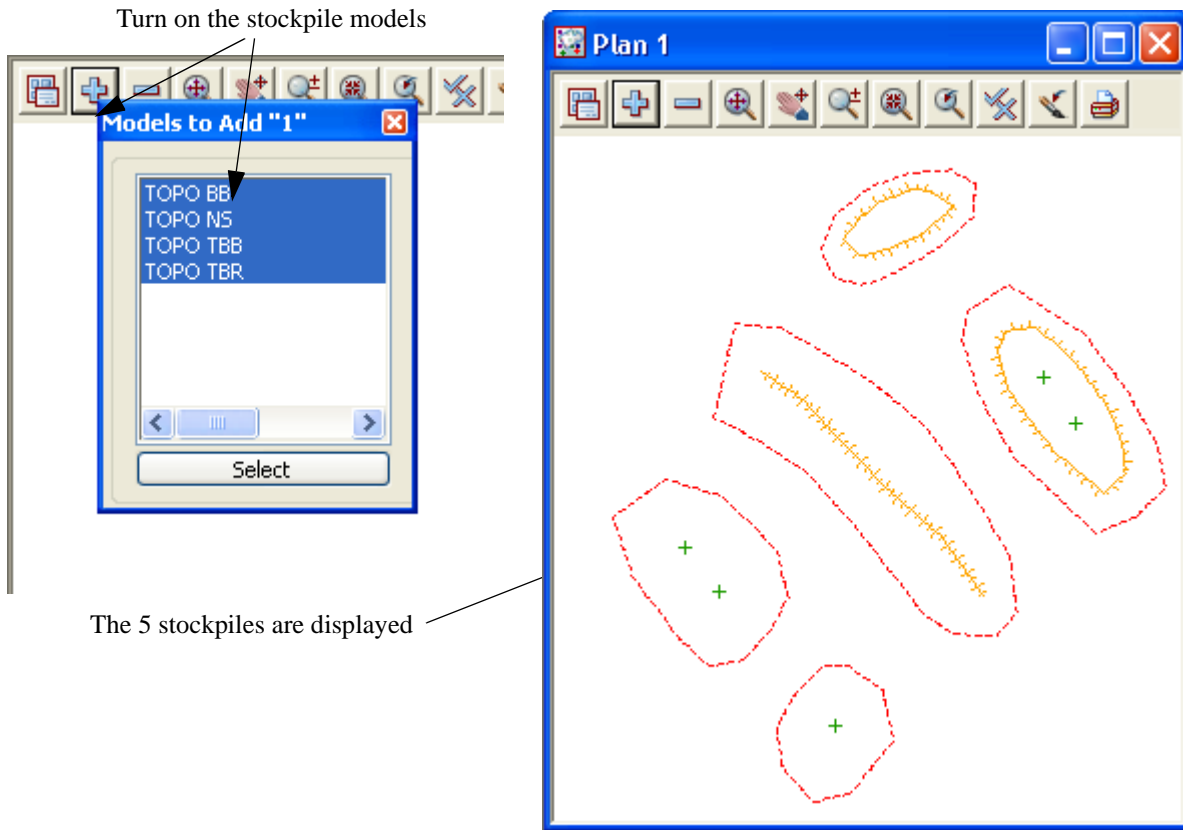 Turn on the stockpile models
Models to Add "1"
TOPO BB
TOPO NS
TOPO TBB
TOPO TBR
Select
The 5 stockpiles are displayed
Plan 1